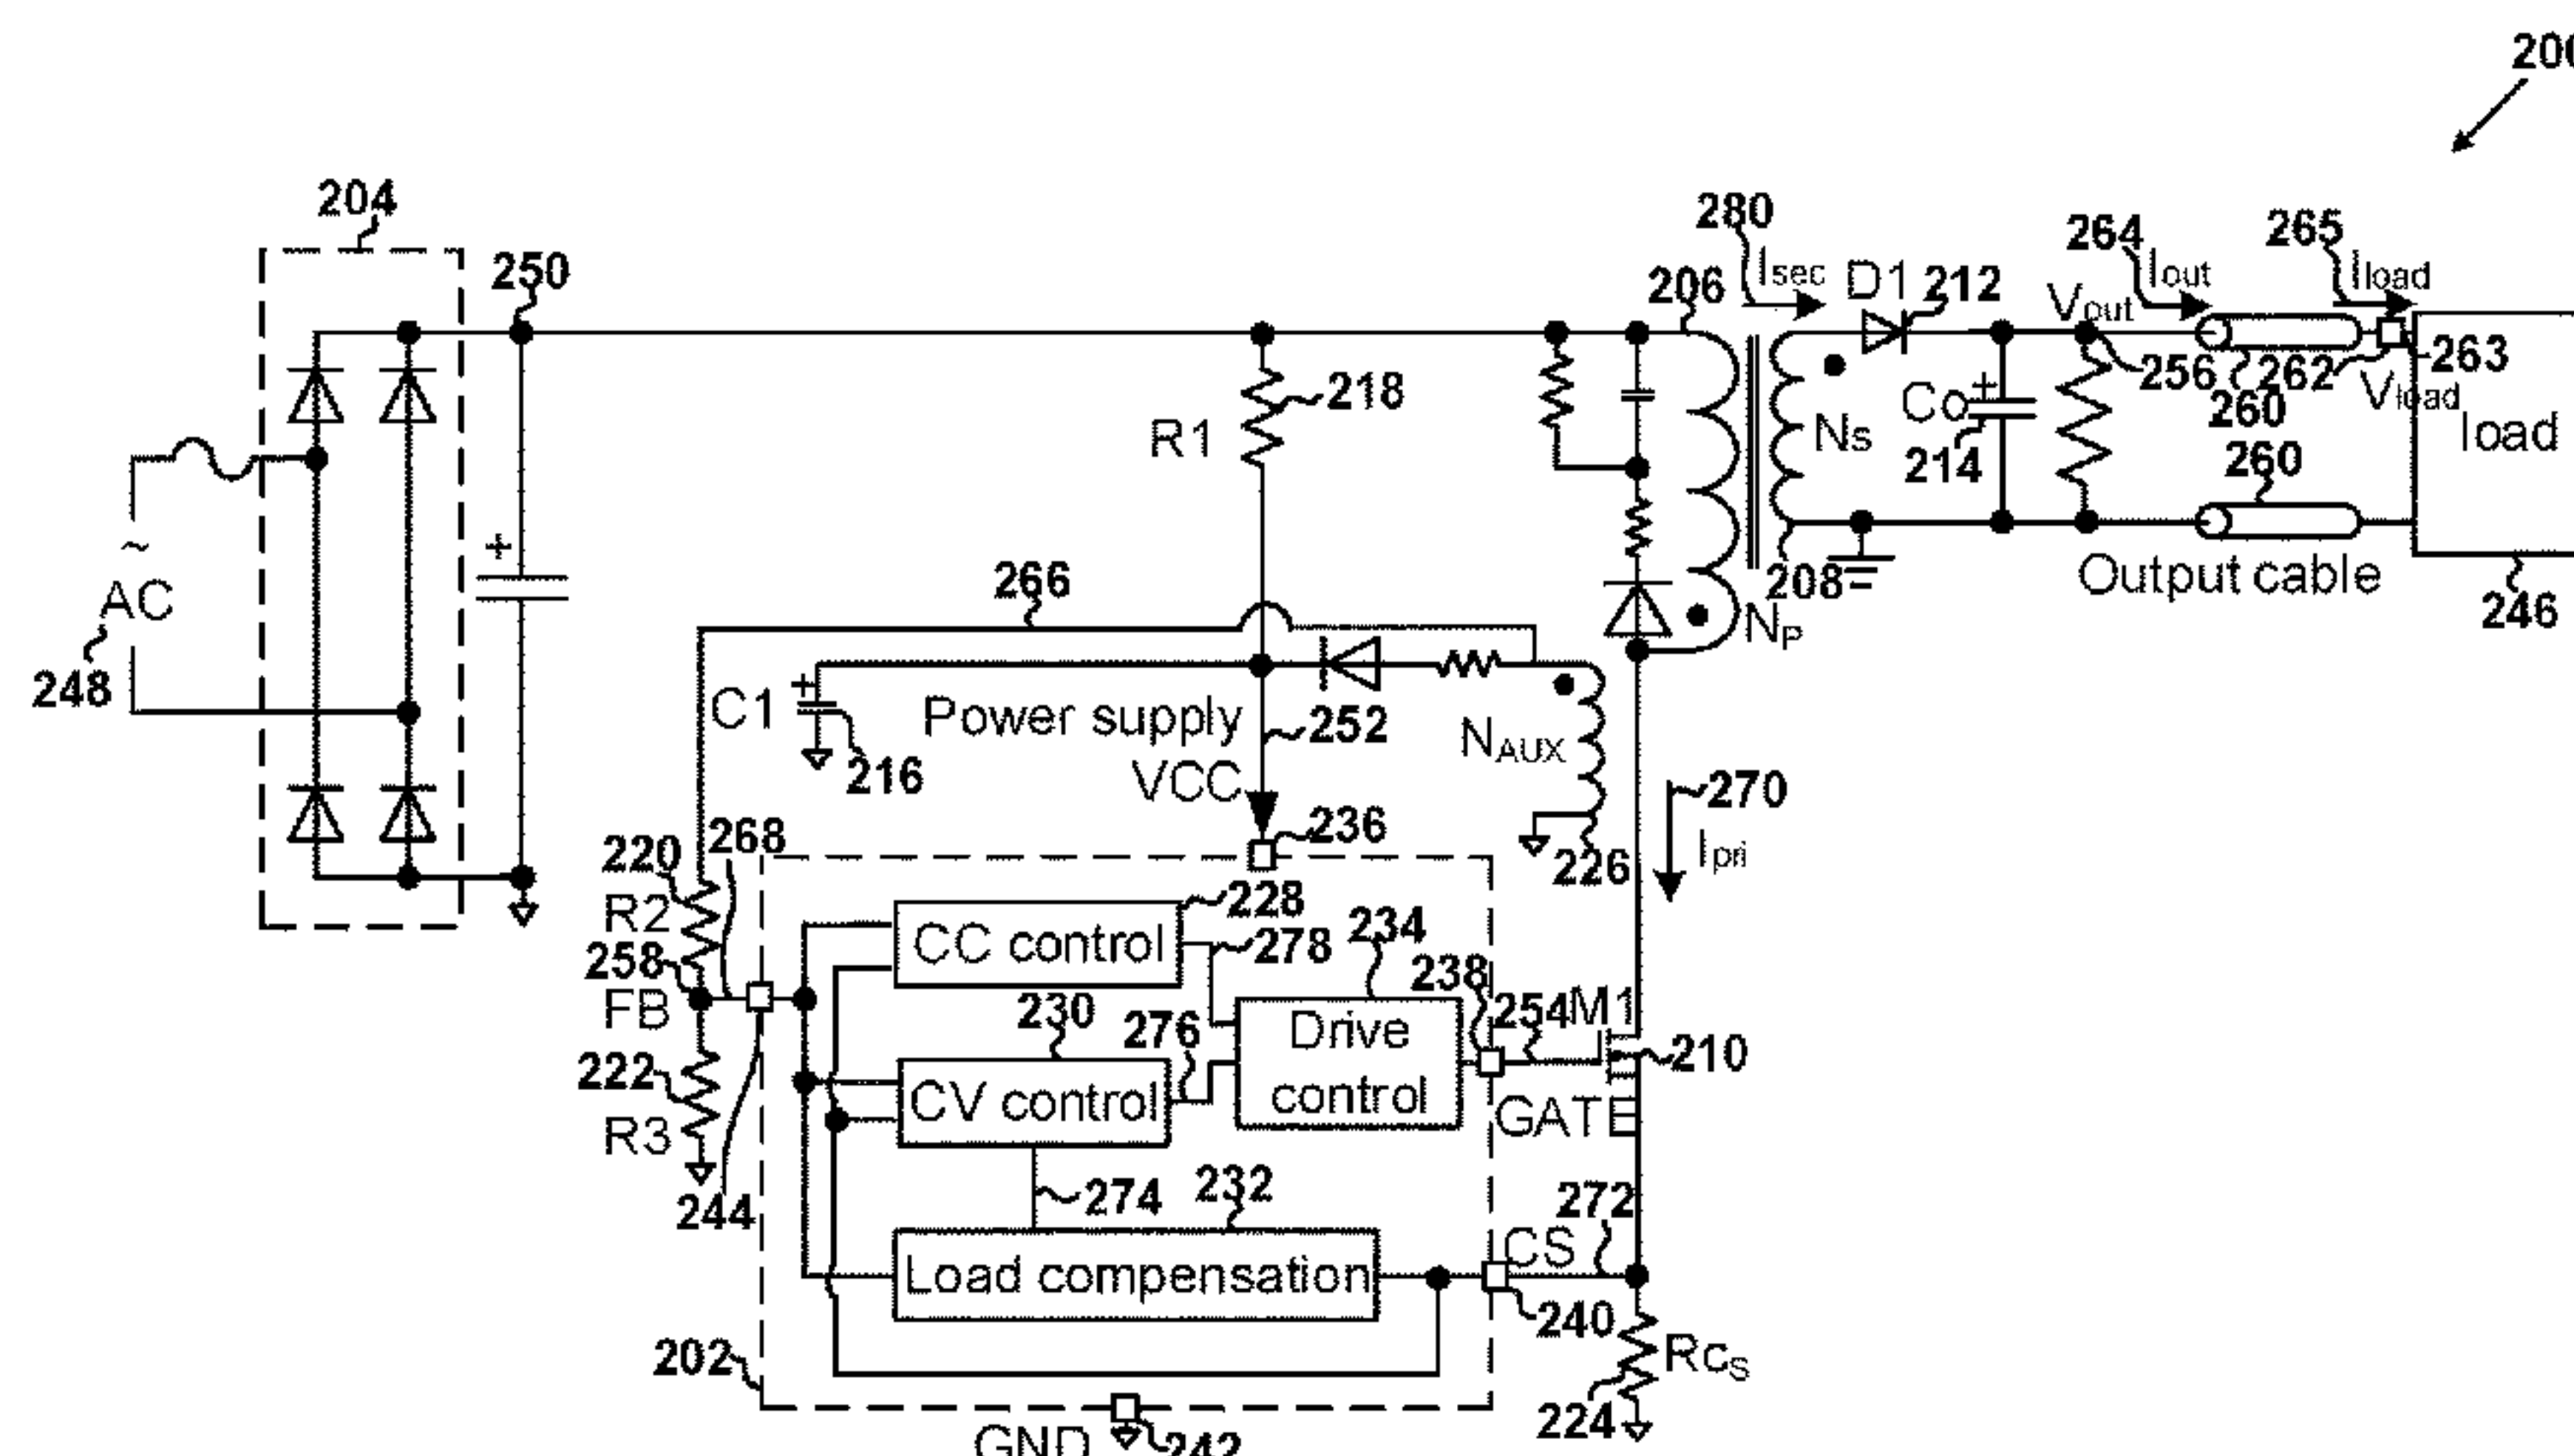 200
204
250
280
264
265
206
Isec
D1
212
Vout
Iout
Iload
256
260
262
263
Vload
218
R1
Co
+
214
Ns
load
260
~
AC
248
+
266
208
NP
Output cable
246
C1
+
216
Power supply
VCC
252
NAUX
270
Ipri
226
236
220
268
R2
258
FB
222
R3
244
CC control
228
278
234
238
254
M1
230
276
Drive
control
210
CV control
GATE
274
232
272
Load compensation
CS
240
202
RcS
224
GND
242